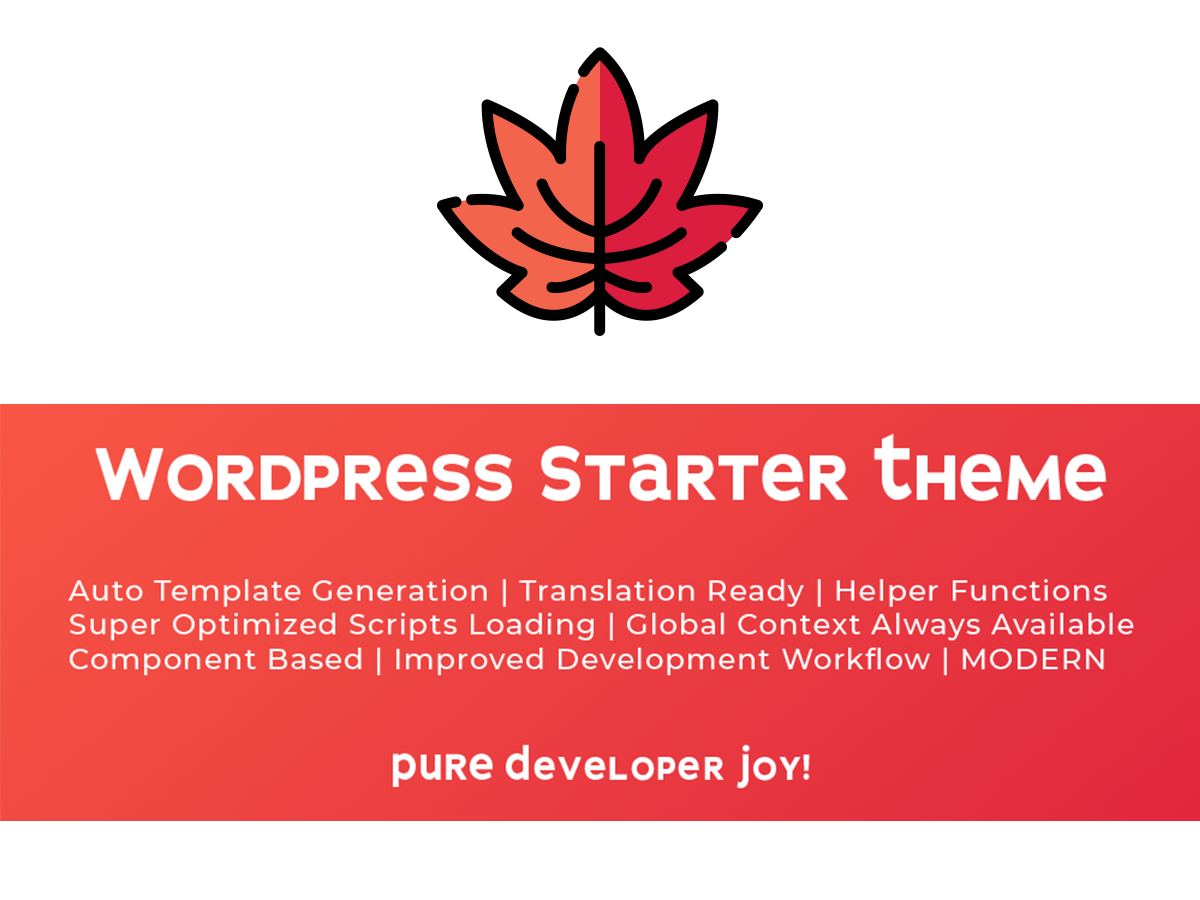 Wordpress Starter theme
Auto Template Generation | Translation Ready | Helper Functions
Super Optimized Scripts Loading | Global Context Always Available
Component Based | Improved Development Workflow | MODERN
pure developer joy!